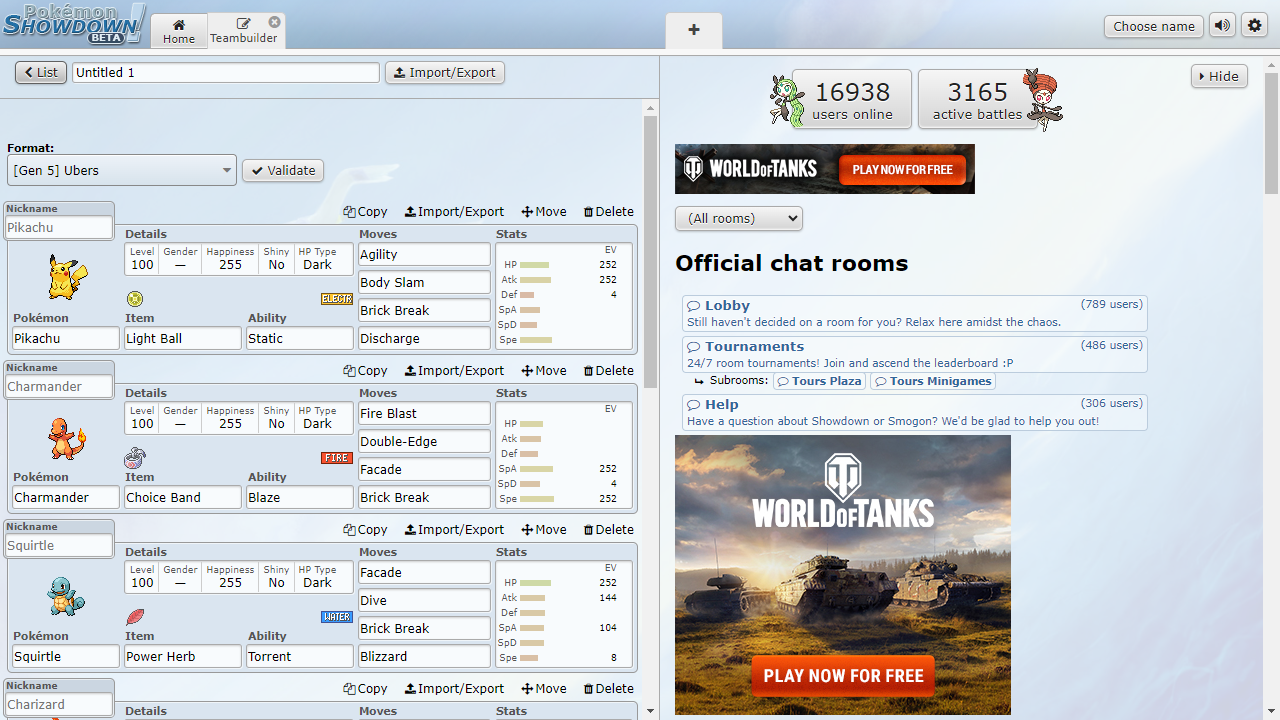 Pokémon
Showdown!
BETA
Home
Teambuilder
+
Choose name
List
Untitled 1
Import/Export
Format:
[Gen 5] Ubers
Validate
Copy Import/Export Move Delete
Nickname
Pikachu
Details
Moves
Stats
Level Gender Happiness Shiny HP Type
100 — 255 No Dark
ELECTR
Pokémon
Item
Ability
Pikachu
Light Ball
Static
Agility
Body Slam
Brick Break
Discharge
EV
HP 252
Atk 252
Def 4
SpA
SpD
Spe
Copy Import/Export Move Delete
Nickname
Charmander
Details
Moves
Stats
Level Gender Happiness Shiny HP Type
100 — 255 No Dark
FIRE
Pokémon
Item
Ability
Charmander
Choice Band
Blaze
Fire Blast
Double-Edge
Facade
Brick Break
EV
HP
Atk
Def
SpA 252
SpD 4
Spe 252
Copy Import/Export Move Delete
Nickname
Squirtle
Details
Moves
Stats
Level Gender Happiness Shiny HP Type
100 — 255 No Dark
WATER
Pokémon
Item
Ability
Squirtle
Power Herb
Torrent
Facade
Dive
Brick Break
Blizzard
EV
HP 252
Atk 144
Def
SpA 104
SpD
Spe 8
Copy Import/Export Move Delete
Nickname
Charizard
Details
Moves
Stats
16938
users online
3165
active battles
Hide
WORLD OF TANKS
PLAY NOW FOR FREE
(All rooms)
Official chat rooms
Lobby (789 users)
Still haven't decided on a room for you? Relax here amidst the chaos.
Tournaments (486 users)
24/7 room tournaments! Join and ascend the leaderboard :P
Subrooms: Tours Plaza Tours Minigames
Help (306 users)
Have a question about Showdown or Smogon? We'd be glad to help you out!
WORLD OF TANKS
PLAY NOW FOR FREE